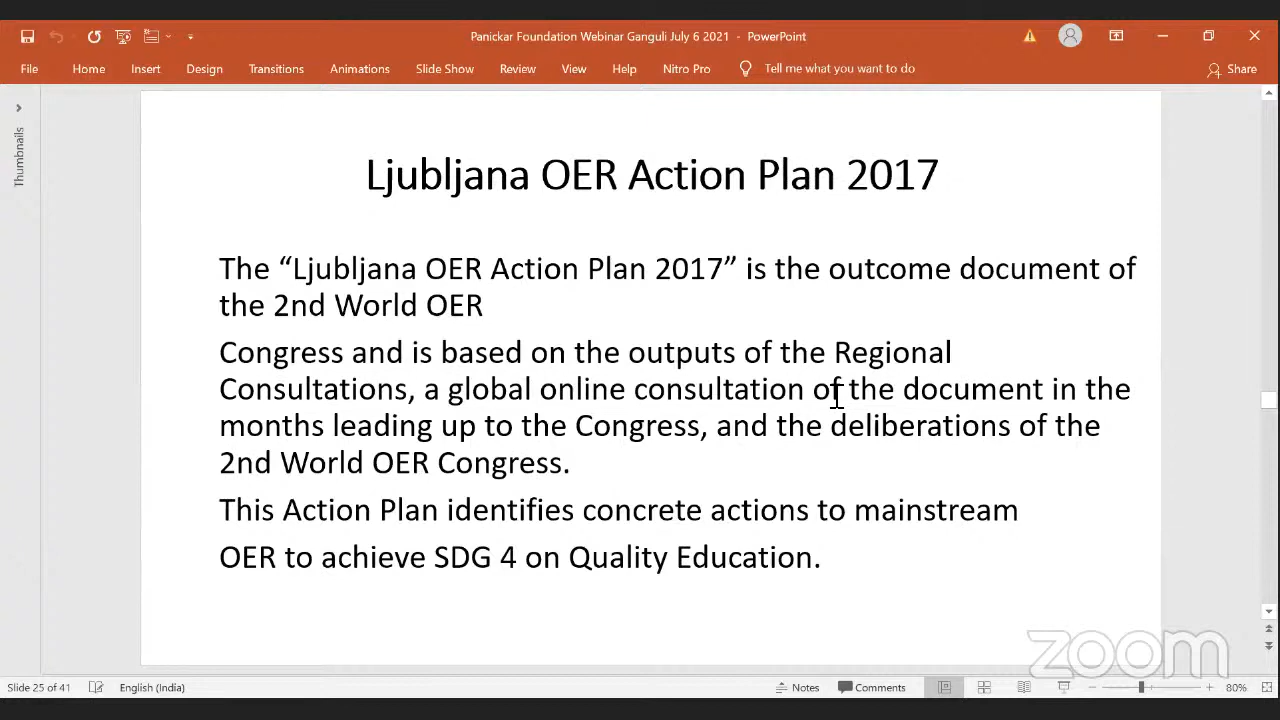 Panickar Foundation Webinar Ganguli July 6 2021 - PowerPoint
File Home Insert Design Transitions Animations Slide Show Review View Help Nitro Pro Tell me what you want to do Share
Thumbnails
Ljubljana OER Action Plan 2017
The “Ljubljana OER Action Plan 2017” is the outcome document of
the 2nd World OER
Congress and is based on the outputs of the Regional
Consultations, a global online consultation of the document in the
months leading up to the Congress, and the deliberations of the
2nd World OER Congress.
This Action Plan identifies concrete actions to mainstream
OER to achieve SDG 4 on Quality Education.
zoom
Slide 25 of 41 English (India) Notes Comments 80%